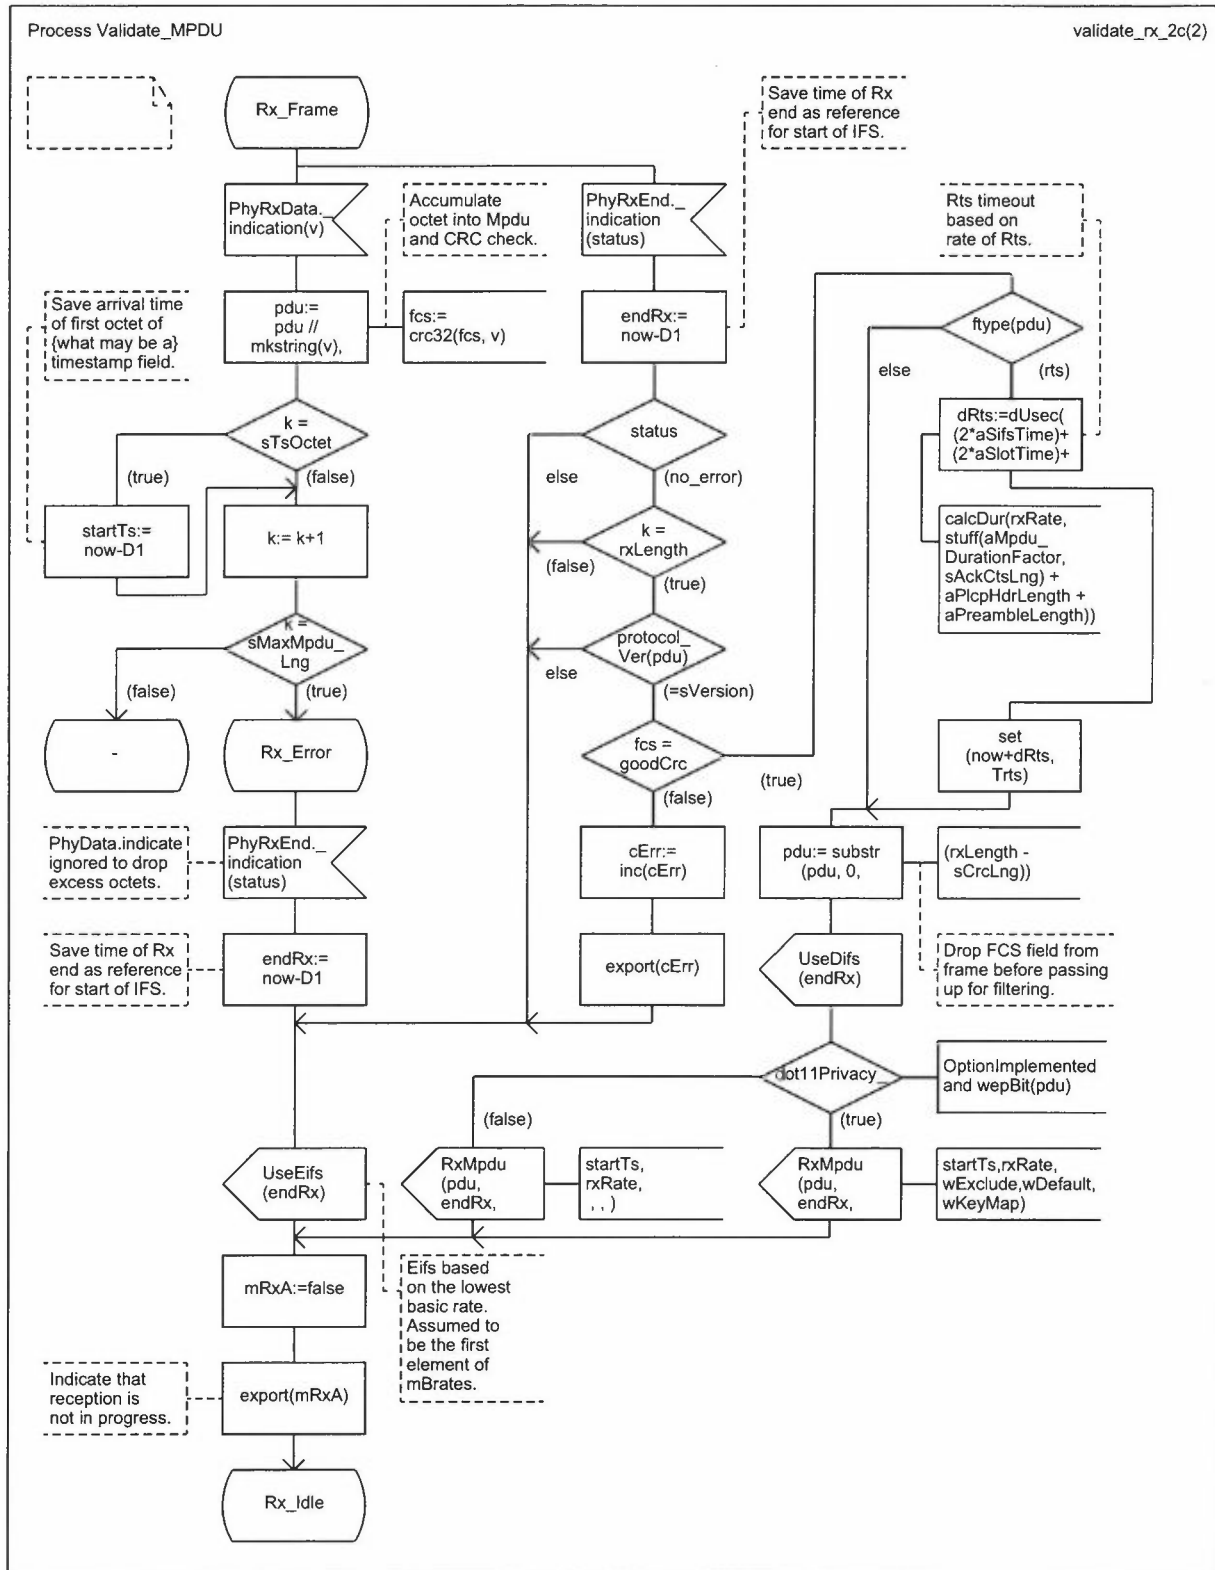 Process Validate_MPDU
validate_rx_2c(2)
Rx_Frame
Save time of Rx
end as reference
for start of IFS.
PhyRxData._
indication(v)
Accumulate
octet into Mpdu
and CRC check.
PhyRxEnd._
indication
(status)
Rts timeout
based on
rate of Rts.
Save arrival time
of first octet of
{what may be a}
timestamp field.
pdu:=
pdu //
mkstring(v),
fcs:=
crc32(fcs, v)
endRx:=
now-D1
ftype(pdu)
else
(rts)
k =
sTsOctet
(true)
(false)
status
else
(no_error)
dRts:=dUsec(
(2*aSifsTime)+
(2*aSlotTime)+
startTs:=
now-D1
k:= k+1
k =
rxLength
(false)
(true)
calcDur(rxRate,
stuff(aMpdu_
DurationFactor,
sAckCtsLng) +
aPlcpHdrLength +
aPreambleLength))
k =
sMaxMpdu_
Lng
(false)
(true)
protocol_
Ver(pdu)
else
(=sVersion)
-
Rx_Error
fcs =
goodCrc
(true)
(false)
set
(now+dRts,
Trts)
PhyData.indicate
ignored to drop
excess octets.
PhyRxEnd._
indication
(status)
cErr:=
inc(cErr)
pdu:= substr
(pdu, 0,
(rxLength -
sCrcLng))
Save time of Rx
end as reference
for start of IFS.
endRx:=
now-D1
export(cErr)
UseDifs
(endRx)
Drop FCS field from
frame before passing
up for filtering.
dot11Privacy_
OptionImplemented
and wepBit(pdu)
(false)
(true)
UseEifs
(endRx)
RxMpdu
(pdu,
endRx,
startTs,
rxRate,
, , )
RxMpdu
(pdu,
endRx,
startTs,rxRate,
wExclude,wDefault,
wKeyMap)
mRxA:=false
Eifs based
on the lowest
basic rate.
Assumed to
be the first
element of
mBrates.
Indicate that
reception is
not in progress.
export(mRxA)
Rx_Idle